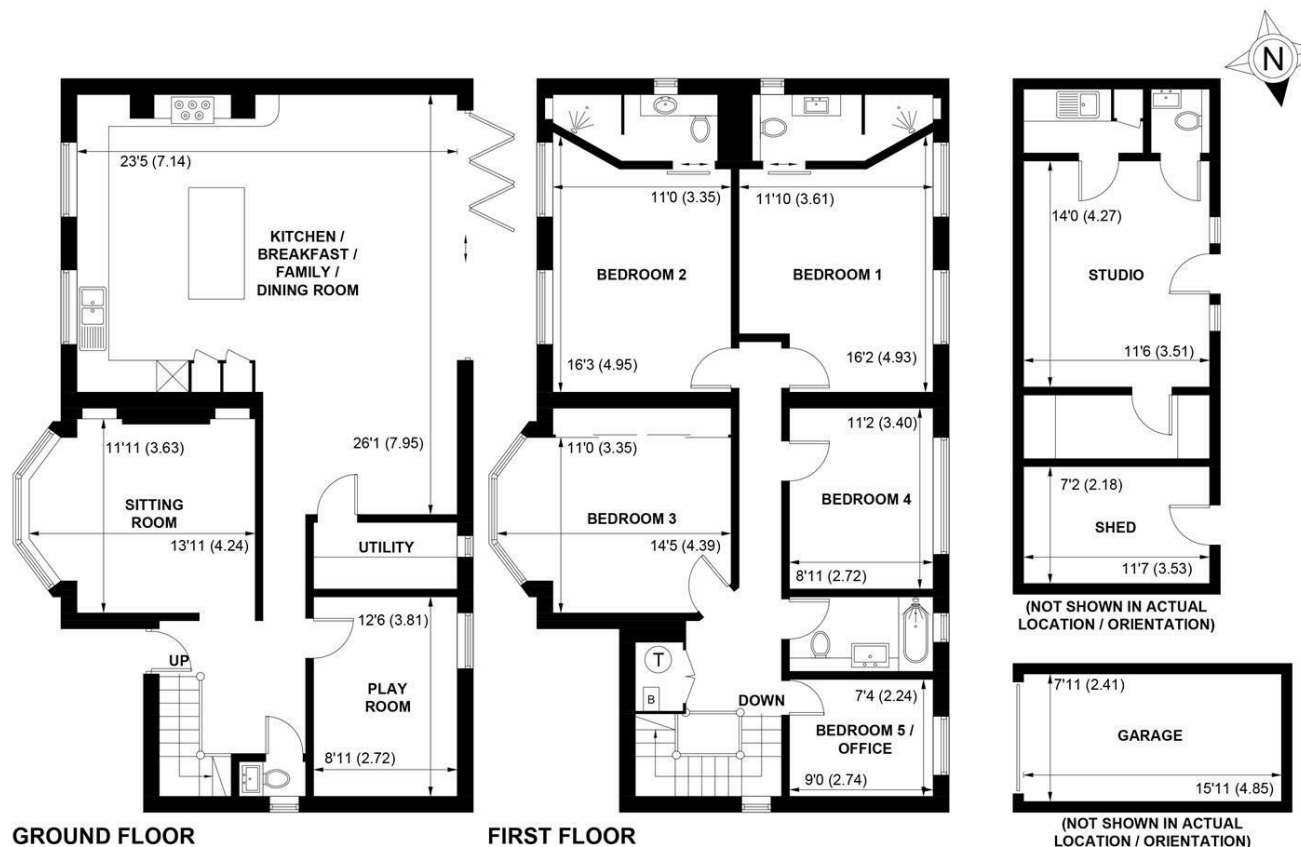 N
23'5 (7.14)
KITCHEN /
BREAKFAST /
FAMILY /
DINING ROOM
26'1 (7.95)
11'11 (3.63)
SITTING
ROOM
13'11 (4.24)
UTILITY
12'6 (3.81)
UP
PLAY
ROOM
8'11 (2.72)
GROUND FLOOR
11'0 (3.35)
BEDROOM 2
16'3 (4.95)
11'10 (3.61)
BEDROOM 1
16'2 (4.93)
11'0 (3.35)
BEDROOM 3
14'5 (4.39)
11'2 (3.40)
BEDROOM 4
8'11 (2.72)
T
B
DOWN
7'4 (2.24)
BEDROOM 5 /
OFFICE
9'0 (2.74)
FIRST FLOOR
14'0 (4.27)
STUDIO
11'6 (3.51)
7'2 (2.18)
SHED
11'7 (3.53)
(NOT SHOWN IN ACTUAL
LOCATION / ORIENTATION)
7'11 (2.41)
GARAGE
15'11 (4.85)
(NOT SHOWN IN ACTUAL
LOCATION / ORIENTATION)